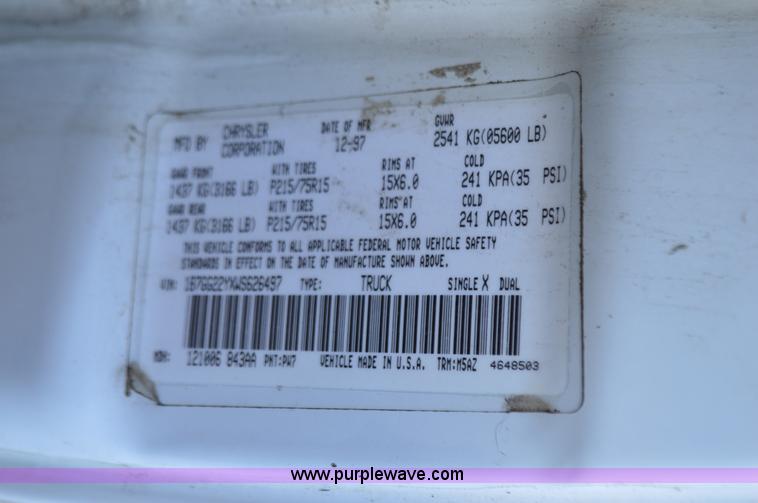 MFD BY CHRYSLER CORPORATION DATE OF MFR 12-97 GVWR 2541 KG(05600 LB)
GAWR FRONT WITH TIRES RIMS AT COLD
1437 KG(3166 LB) P215/75R15 15X6.0 241 KPA(35 PSI)
GAWR REAR WITH TIRES RIMS AT COLD
1437 KG(3166 LB) P215/75R15 15X6.0 241 KPA(35 PSI)
THIS VEHICLE CONFORMS TO ALL APPLICABLE FEDERAL MOTOR VEHICLE SAFETY
STANDARDS IN EFFECT ON THE DATE OF MANUFACTURE SHOWN ABOVE.
VIN: 1B7GG22YXWS626497 TYPE: TRUCK SINGLE X DUAL
MDH: 121006 843AA PNT:PW7 VEHICLE MADE IN U.S.A. TRM:M5AZ 4648503
www.purplewave.com